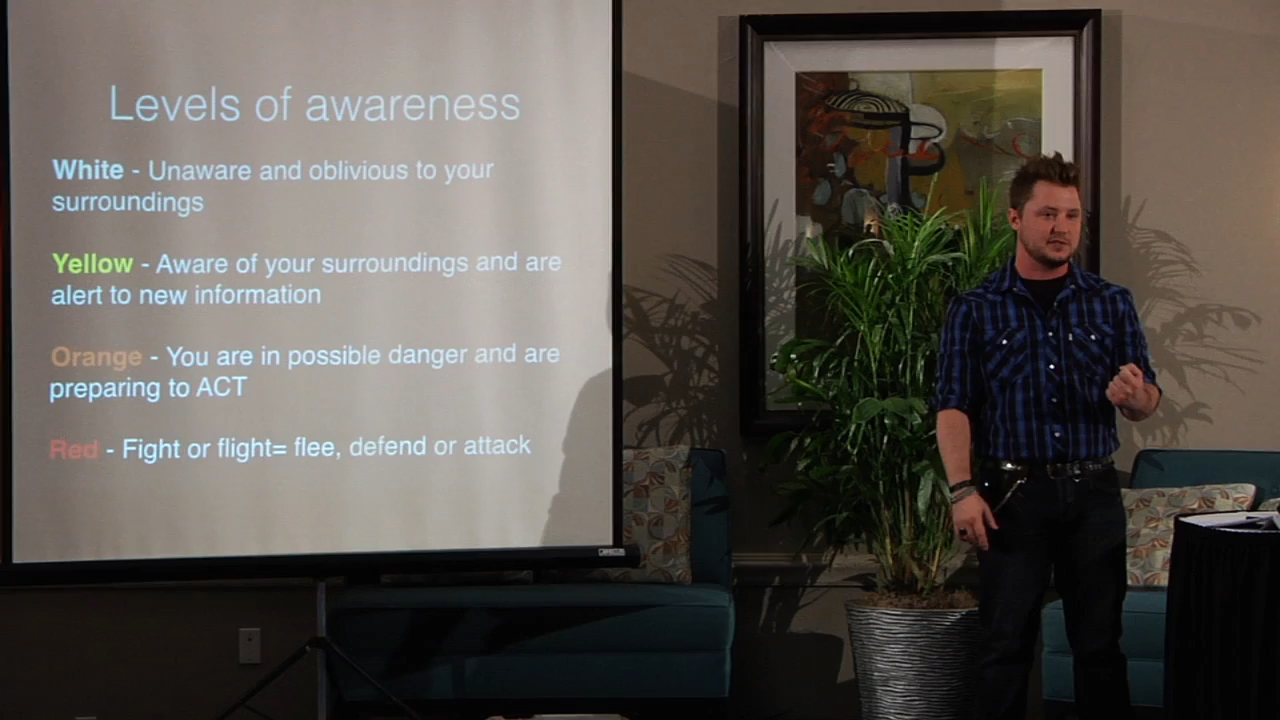 Levels of awareness
White - Unaware and oblivious to your
surroundings
Yellow - Aware of your surroundings and are
alert to new information
Orange - You are in possible danger and are
preparing to ACT
Red - Fight or flight= flee, defend or attack